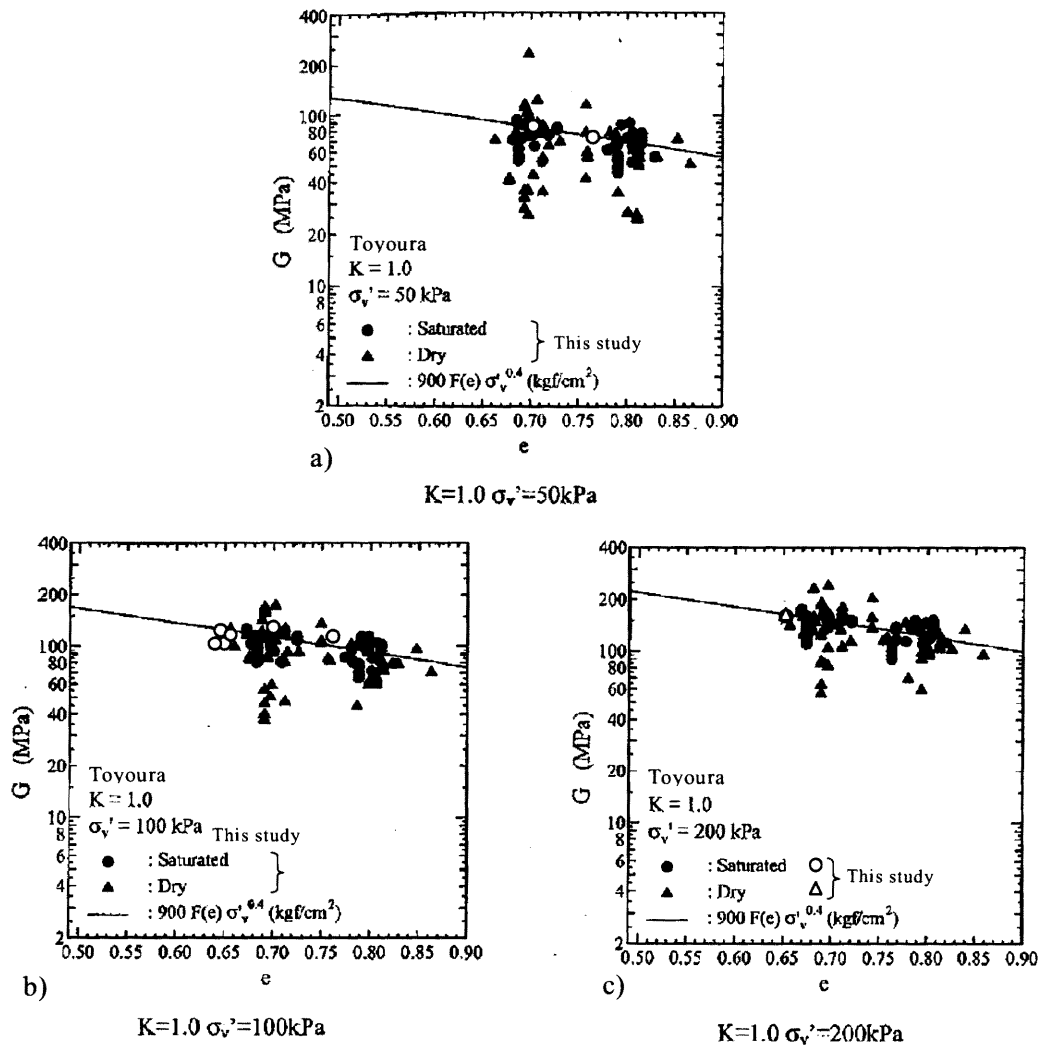 400
200
100
80
60
40
20
10
8
6
4
2
G (MPa)
Toyoura
K = 1.0
σv' = 50 kPa
● : Saturated
▲ : Dry
This study
: 900 F(e) σ'v^0.4 (kgf/cm²)
0.50 0.55 0.60 0.65 0.70 0.75 0.80 0.85 0.90
e
a)
K=1.0 σv'=50kPa
400
200
100
80
60
40
20
10
8
6
4
2
G (MPa)
Toyoura
K = 1.0
σv' = 100 kPa
This study
● : Saturated
▲ : Dry
: 900 F(e) σ'v^0.4 (kgf/cm²)
0.50 0.55 0.60 0.65 0.70 0.75 0.80 0.85 0.90
e
b)
K=1.0 σv'=100kPa
400
200
100
80
60
40
20
10
8
6
4
2
G (MPa)
Toyoura
K = 1.0
σv' = 200 kPa
● : Saturated ○
▲ : Dry △
This study
: 900 F(e) σ'v^0.4 (kgf/cm²)
0.50 0.55 0.60 0.65 0.70 0.75 0.80 0.85 0.90
e
c)
K=1.0 σv'=200kPa